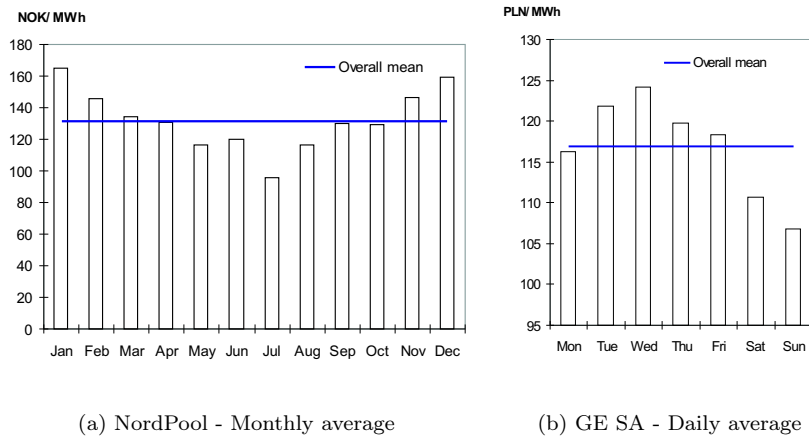 NOK/ MWh
180
160
140
120
100
80
60
40
20
0
Overall mean
Jan Feb Mar Apr May Jun Jul Aug Sep Oct Nov Dec
(a) NordPool - Monthly average
PLN/ MWh
130
125
120
115
110
105
100
95
Overall mean
Mon Tue Wed Thu Fri Sat Sun
(b) GE SA - Daily average